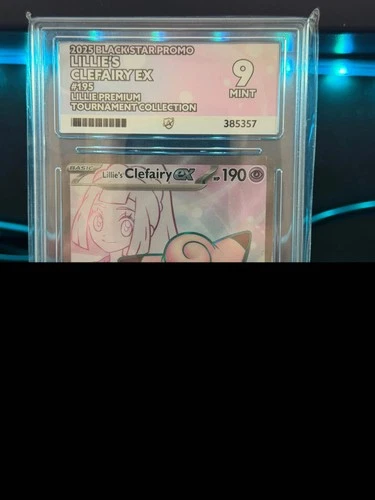 2025 BLACK STAR PROMO
LILLIE'S
CLEFAIRY EX
#195
LILLIE PREMIUM
TOURNAMENT COLLECTION
9
MINT
385357
BASIC
Lillie's Clefairy ex HP 190